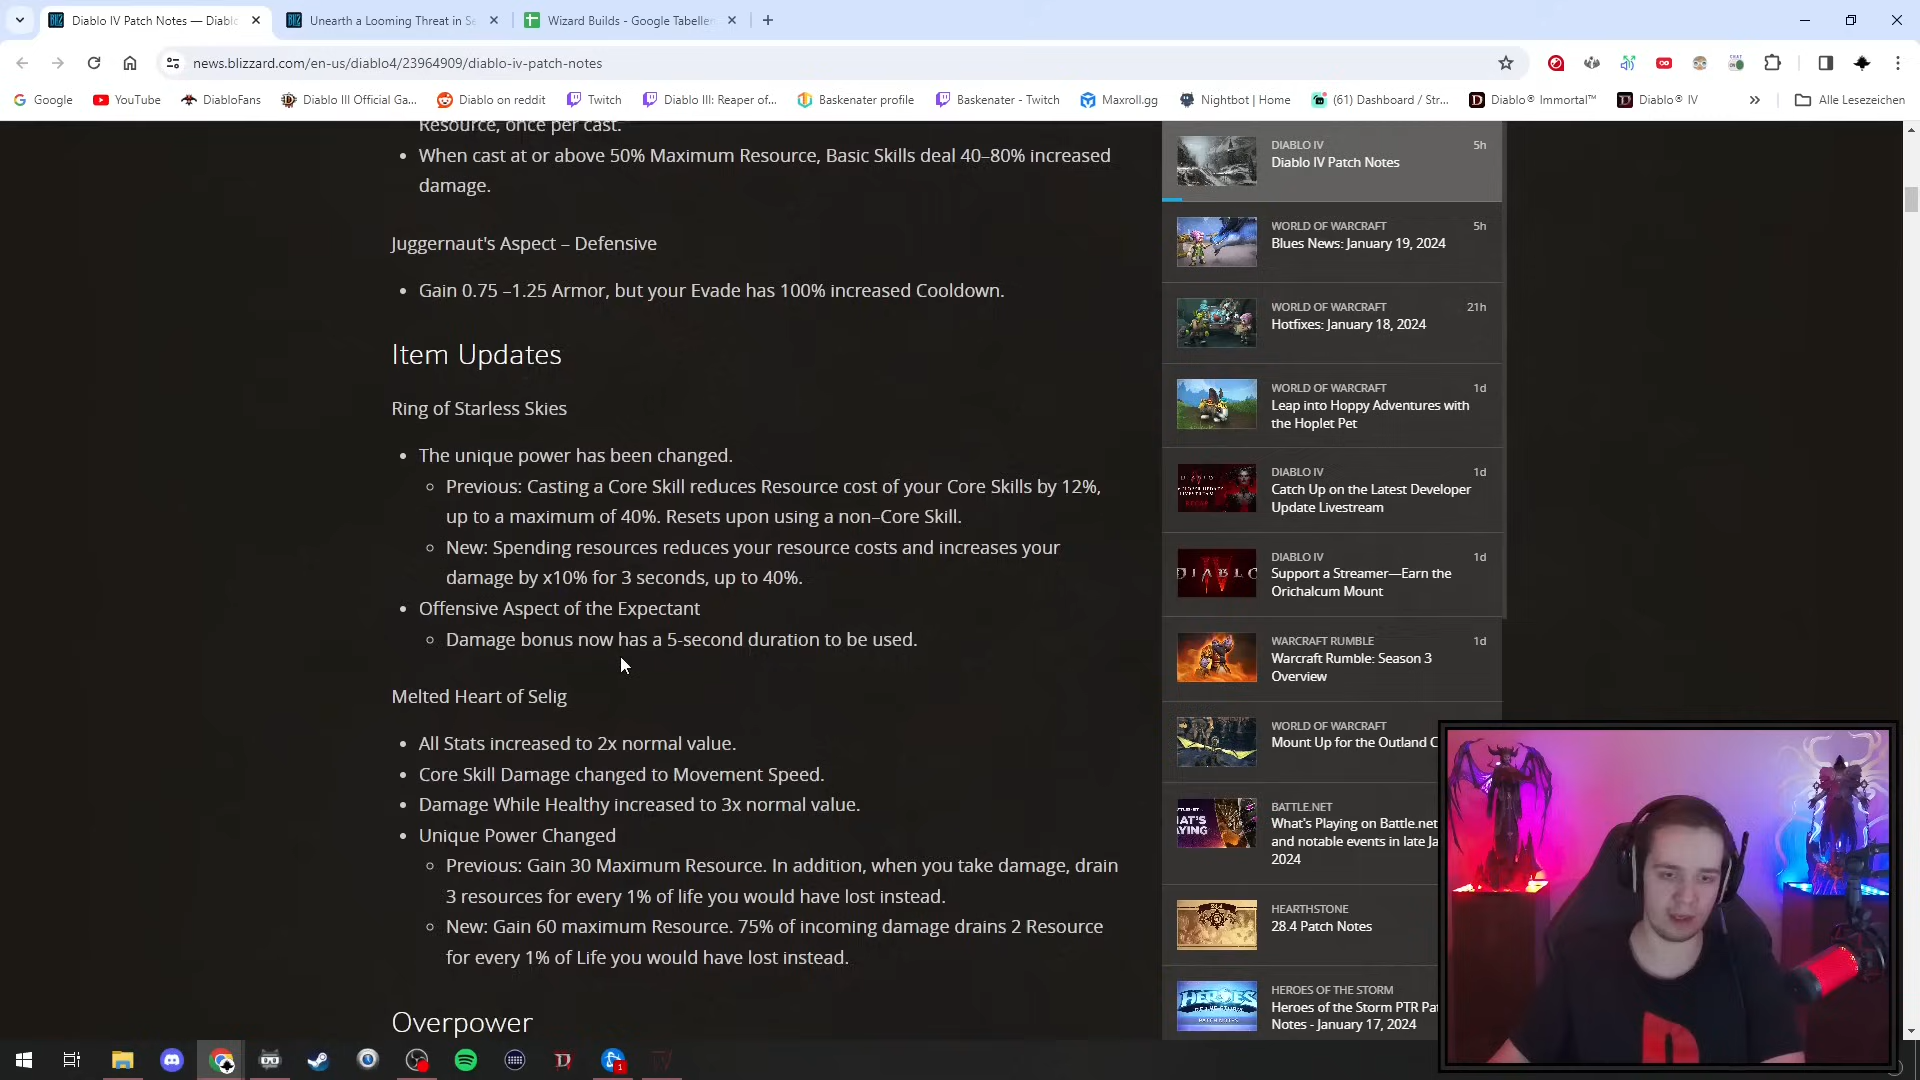 Diablo IV Patch Notes — Diablo
Unearth a Looming Threat in Se
Wizard Builds - Google Tabellen
news.blizzard.com/en-us/diablo4/23964909/diablo-iv-patch-notes
Google
YouTube
DiabloFans
Diablo III Official Ga...
Diablo on reddit
Twitch
Diablo III: Reaper of...
Baskenater profile
Baskenater - Twitch
Maxroll.gg
Nightbot | Home
(61) Dashboard / Str...
Diablo® Immortal™
Diablo® IV
Alle Lesezeichen
Resource, once per cast.
• When cast at or above 50% Maximum Resource, Basic Skills deal 40–80% increased
damage.
Juggernaut's Aspect – Defensive
• Gain 0.75 –1.25 Armor, but your Evade has 100% increased Cooldown.
Item Updates
Ring of Starless Skies
• The unique power has been changed.
◦ Previous: Casting a Core Skill reduces Resource cost of your Core Skills by 12%,
up to a maximum of 40%. Resets upon using a non–Core Skill.
◦ New: Spending resources reduces your resource costs and increases your
damage by x10% for 3 seconds, up to 40%.
• Offensive Aspect of the Expectant
◦ Damage bonus now has a 5-second duration to be used.
Melted Heart of Selig
• All Stats increased to 2x normal value.
• Core Skill Damage changed to Movement Speed.
• Damage While Healthy increased to 3x normal value.
• Unique Power Changed
◦ Previous: Gain 30 Maximum Resource. In addition, when you take damage, drain
3 resources for every 1% of life you would have lost instead.
◦ New: Gain 60 maximum Resource. 75% of incoming damage drains 2 Resource
for every 1% of Life you would have lost instead.
Overpower
DIABLO IV 5h
Diablo IV Patch Notes
WORLD OF WARCRAFT 5h
Blues News: January 19, 2024
WORLD OF WARCRAFT 21h
Hotfixes: January 18, 2024
WORLD OF WARCRAFT 1d
Leap into Hoppy Adventures with
the Hoplet Pet
DIABLO IV 1d
Catch Up on the Latest Developer
Update Livestream
DIABLO IV 1d
Support a Streamer—Earn the
Orichalcum Mount
DIABLO
WARCRAFT RUMBLE 1d
Warcraft Rumble: Season 3
Overview
WORLD OF WARCRAFT
Mount Up for the Outland C
BATTLE.NET
What's Playing on Battle.net
and notable events in late Ja
2024
HEARTHSTONE
28.4 Patch Notes
HEROES OF THE STORM
Heroes of the Storm PTR Pat
Notes - January 17, 2024